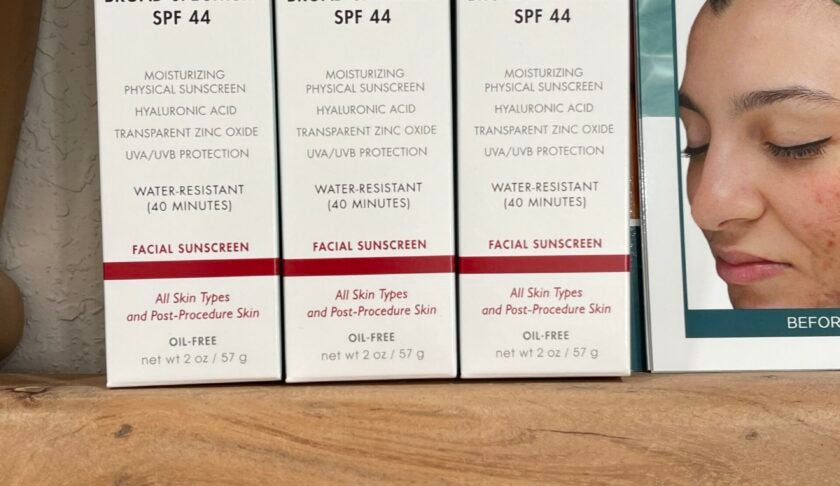 SPF 44
MOISTURIZING
PHYSICAL SUNSCREEN
HYALURONIC ACID
TRANSPARENT ZINC OXIDE
UVA/UVB PROTECTION
WATER-RESISTANT
(40 MINUTES)
FACIAL SUNSCREEN
All Skin Types
and Post-Procedure Skin
OIL-FREE
net wt 2 oz / 57 g
SPF 44
MOISTURIZING
PHYSICAL SUNSCREEN
HYALURONIC ACID
TRANSPARENT ZINC OXIDE
UVA/UVB PROTECTION
WATER-RESISTANT
(40 MINUTES)
FACIAL SUNSCREEN
All Skin Types
and Post-Procedure Skin
OIL-FREE
net wt 2 oz / 57 g
SPF 44
MOISTURIZING
PHYSICAL SUNSCREEN
HYALURONIC ACID
TRANSPARENT ZINC OXIDE
UVA/UVB PROTECTION
WATER-RESISTANT
(40 MINUTES)
FACIAL SUNSCREEN
All Skin Types
and Post-Procedure Skin
OIL-FREE
net wt 2 oz / 57 g
BEFOR